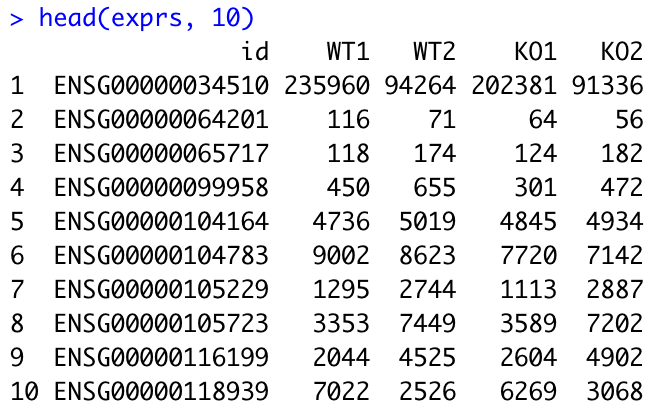 > head(exprs, 10)
id WT1 WT2 KO1 KO2
1 ENSG00000034510 235960 94264 202381 91336
2 ENSG00000064201 116 71 64 56
3 ENSG00000065717 118 174 124 182
4 ENSG00000099958 450 655 301 472
5 ENSG00000104164 4736 5019 4845 4934
6 ENSG00000104783 9002 8623 7720 7142
7 ENSG00000105229 1295 2744 1113 2887
8 ENSG00000105723 3353 7449 3589 7202
9 ENSG00000116199 2044 4525 2604 4902
10 ENSG00000118939 7022 2526 6269 3068